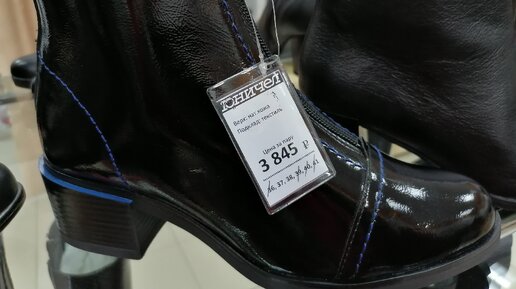 ЮНИЧЕЛ
Верх: нат кожа
Подклад: текстиль
Цена за пару
3 845 ₽
36, 37, 38, 39, 40, 41